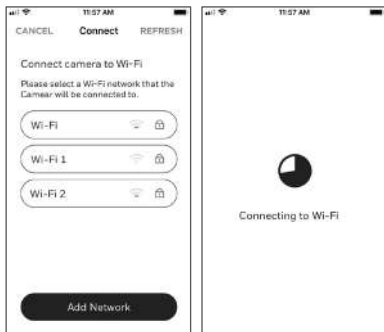 11:57 AM
CANCEL Connect REFRESH
Connect camera to Wi-Fi
Please select a Wi-Fi network that the
Camear will be connected to.
Wi-Fi
Wi-Fi 1
Wi-Fi 2
Add Network
11:57 AM
Connecting to Wi-Fi